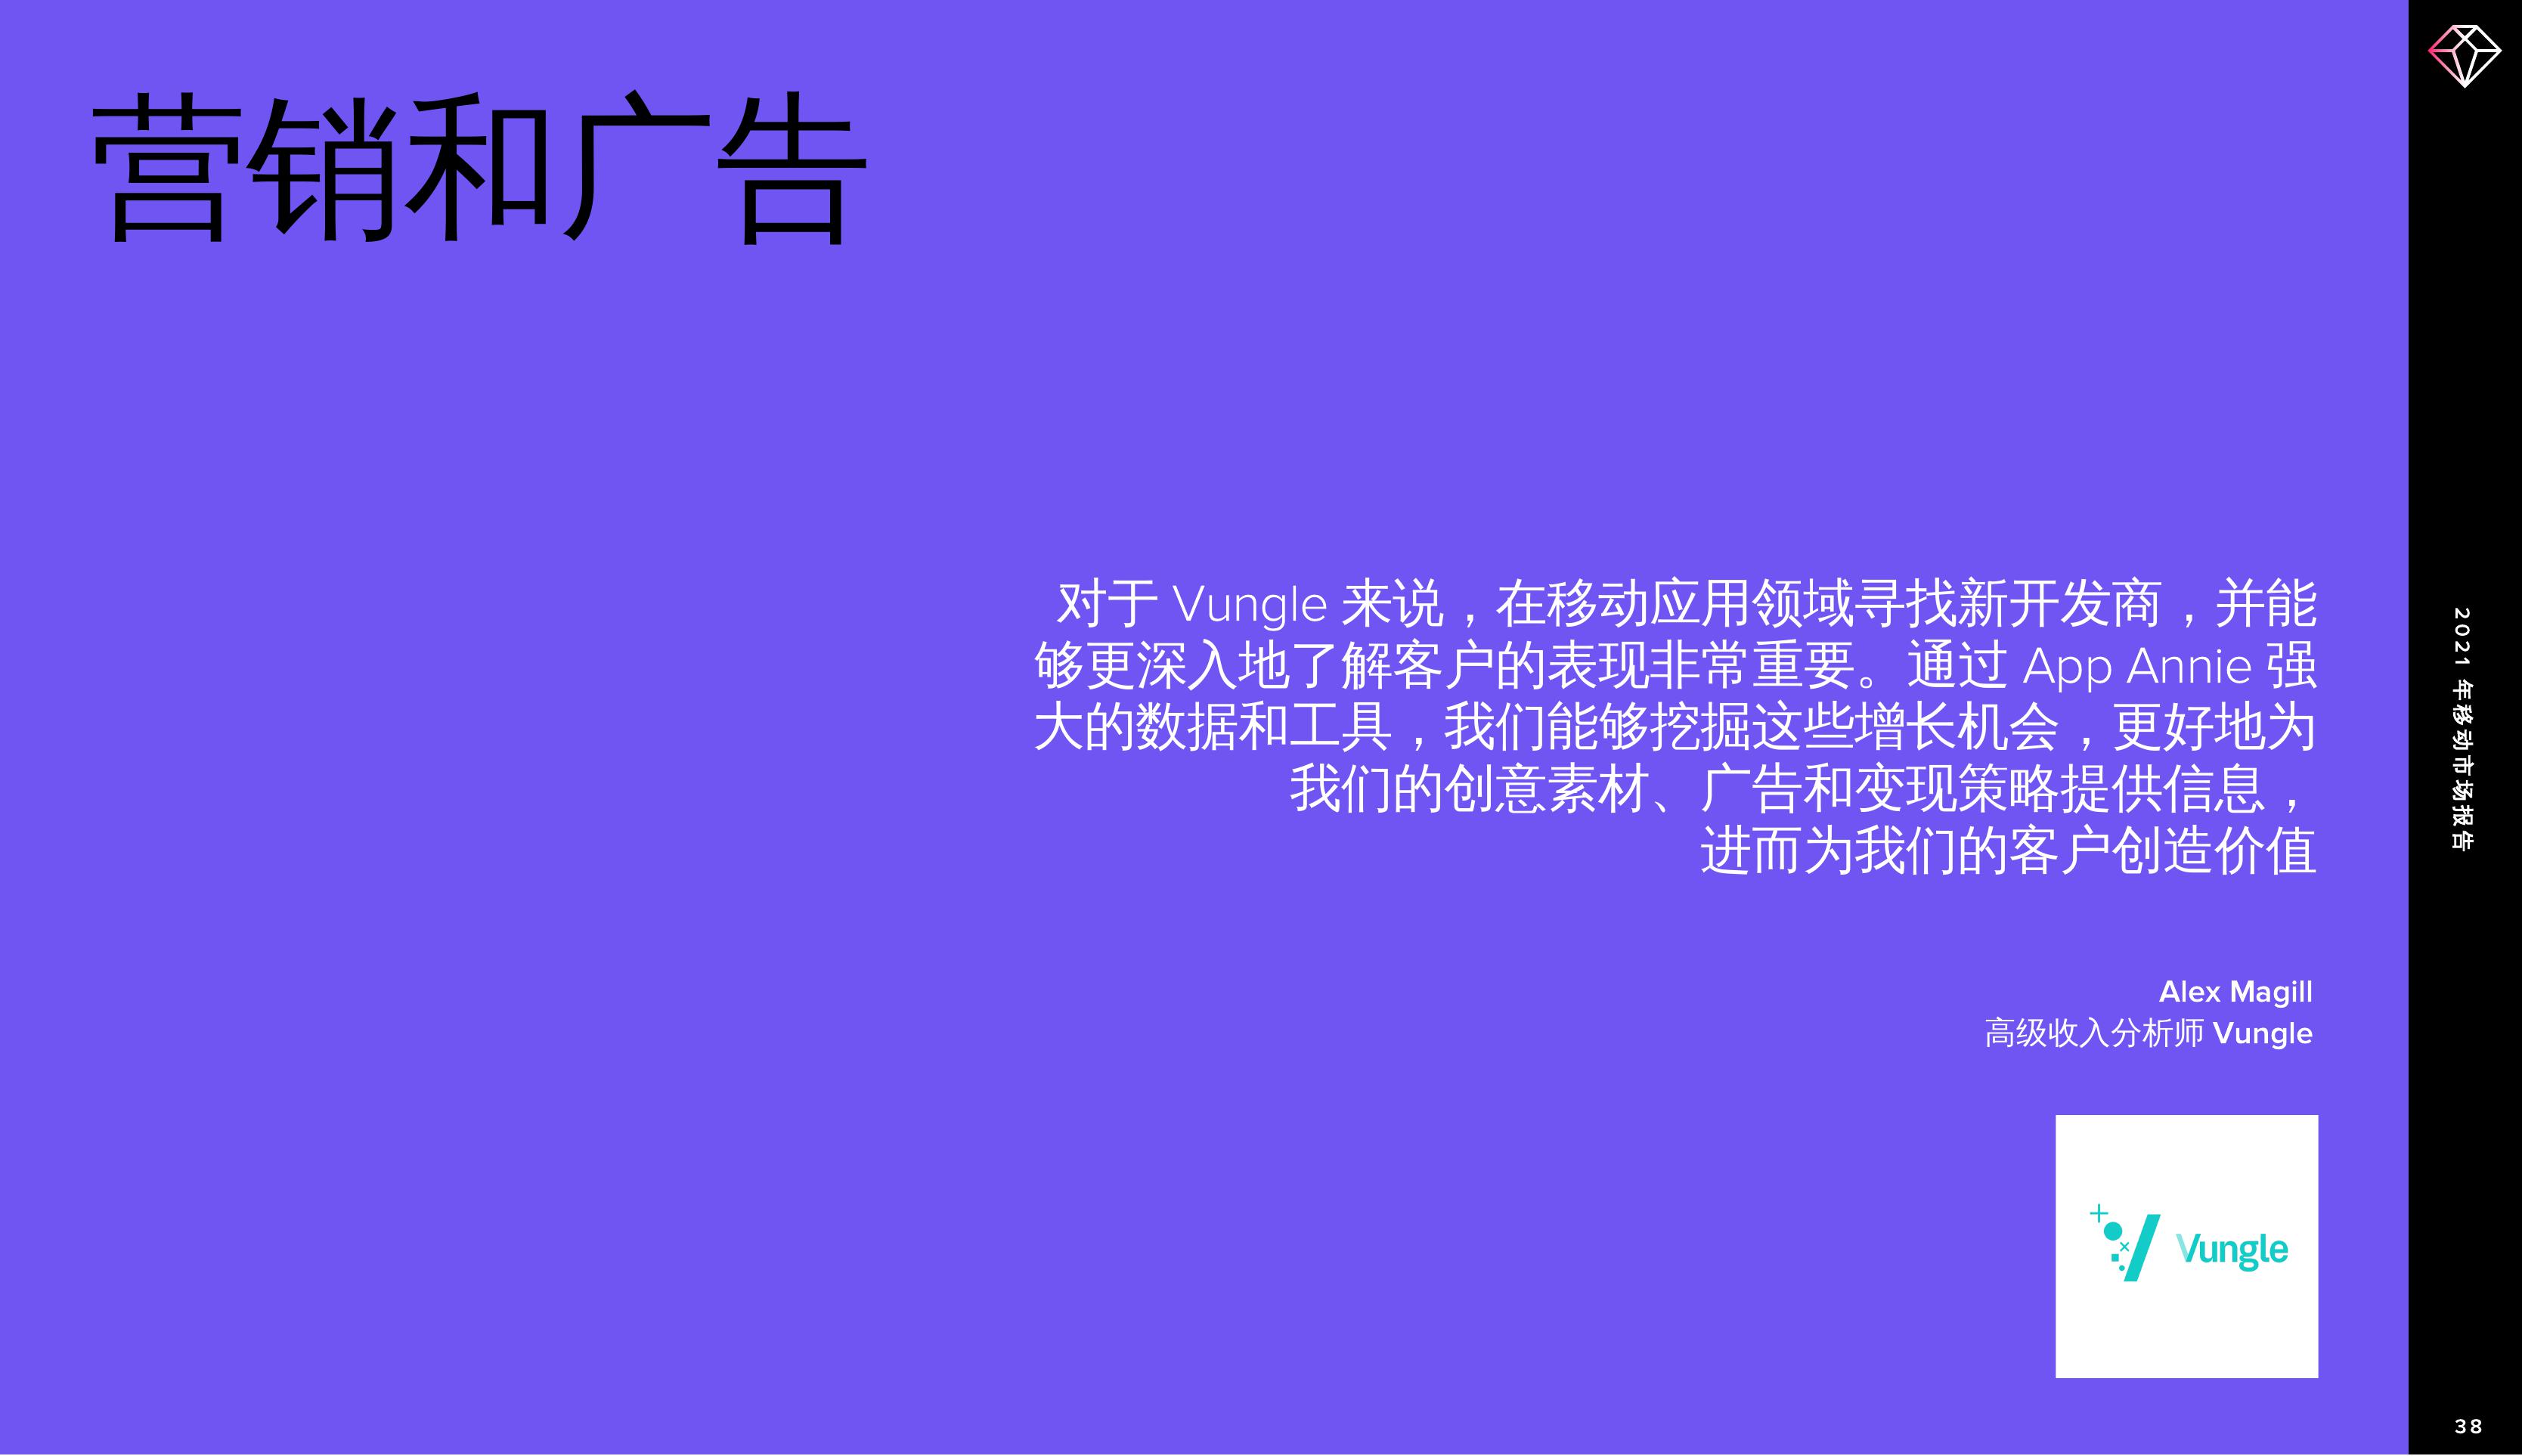 营销和广告
对于 Vungle 来说，在移动应用领域寻找新开发商，并能
够更深入地了解客户的表现非常重要。通过 App Annie 强
大的数据和工具，我们能够挖掘这些增长机会，更好地为
我们的创意素材、广告和变现策略提供信息，
进而为我们的客户创造价值
Alex Magill
高级收入分析师 Vungle
Vungle
2021 年移动市场报告
38